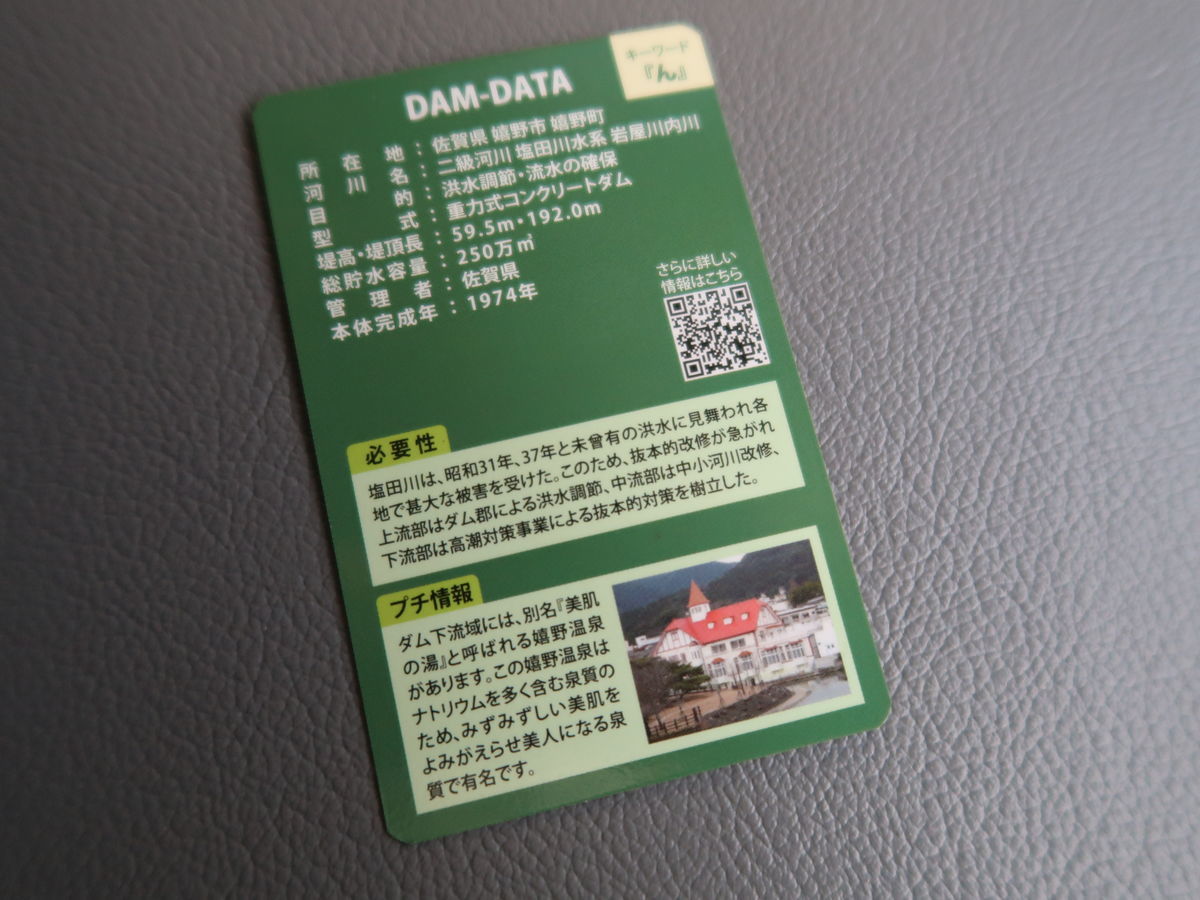 キーワード
『ん』
DAM-DATA
所在地：佐賀県 嬉野市 嬉野町
河川名：二級河川 塩田川水系 岩屋川内川
目的：洪水調節・流水の確保
型式：重力式コンクリートダム
堤高・堤頂長：59.5m・192.0m
総貯水容量：250万㎥
管理者：佐賀県
本体完成年：1974年
さらに詳しい
情報はこちら
必要性
塩田川は、昭和31年、37年と未曾有の洪水に見舞われ各
地で甚大な被害を受けた。このため、抜本的改修が急がれ
上流部はダム郡による洪水調節、中流部は中小河川改修、
下流部は高潮対策事業による抜本的対策を樹立した。
プチ情報
ダム下流域には、別名『美肌
の湯』と呼ばれる嬉野温泉
があります。この嬉野温泉は
ナトリウムを多く含む泉質の
ため、みずみずしい美肌を
よみがえらせ美人になる泉
質で有名です。